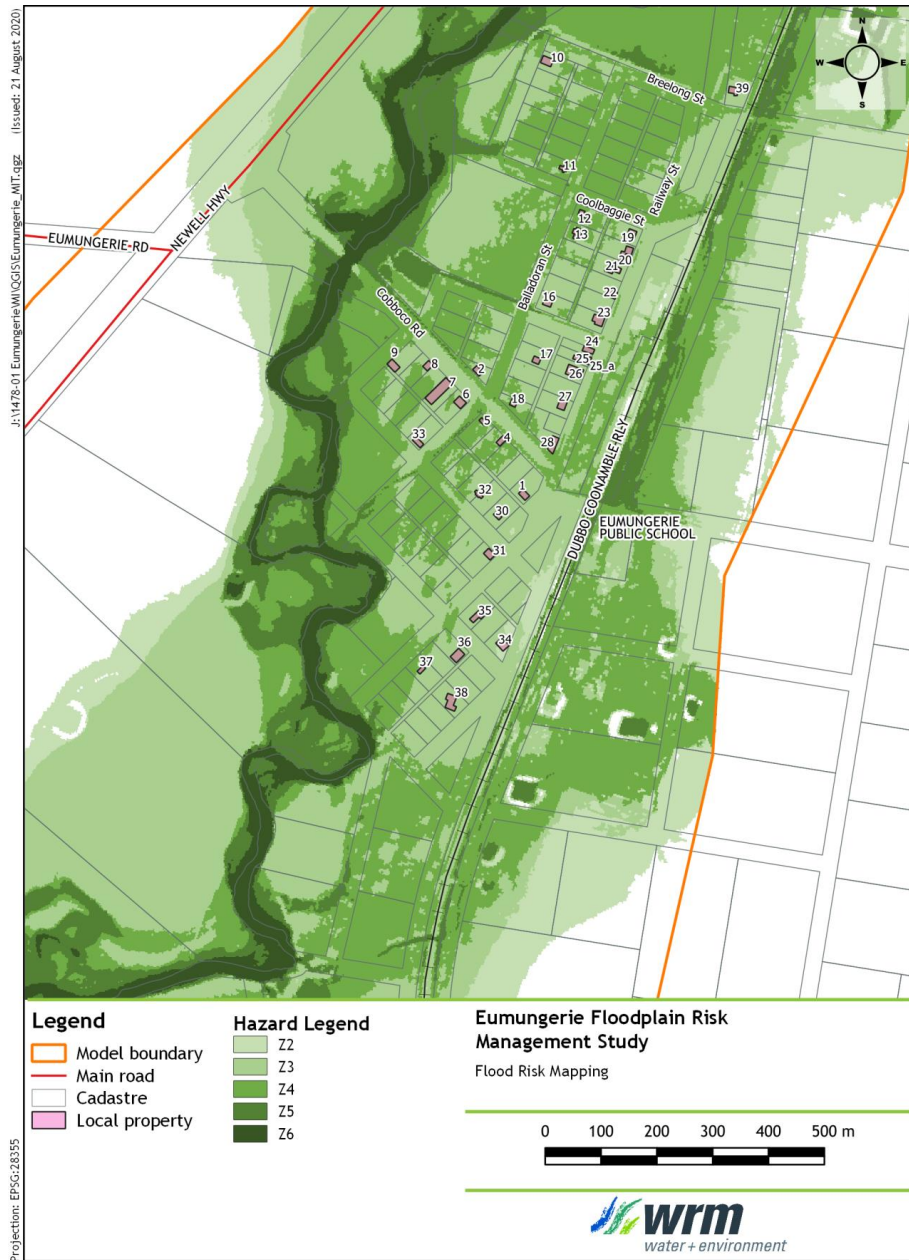 J:\1478-01 Eumungerie\WI\QGIS\Eumungerie_MIT.qgz Issued: 21 August 2020)
N
W E
S
10
Breelong St
39
NEWELL HWY
EUMUNGERIE RD
11
Railway St
Coolbaggie St
12
13
19
20
21
Balladoran St
22
16
23
Cobboco Rd
24
9
8
2
17
25
25_a
26
7
6
18
27
5
33
4
28
32
1
30
DUBBO COONAMBLE RLY
EUMUNGERIE
PUBLIC SCHOOL
31
35
36
34
37
38
Legend
Model boundary
Main road
Cadastre
Local property
Hazard Legend
Z2
Z3
Z4
Z5
Z6
Eumungerie Floodplain Risk
Management Study
Flood Risk Mapping
0 100 200 300 400 500 m
wrm
water + environment
Projection: EPSG:28355